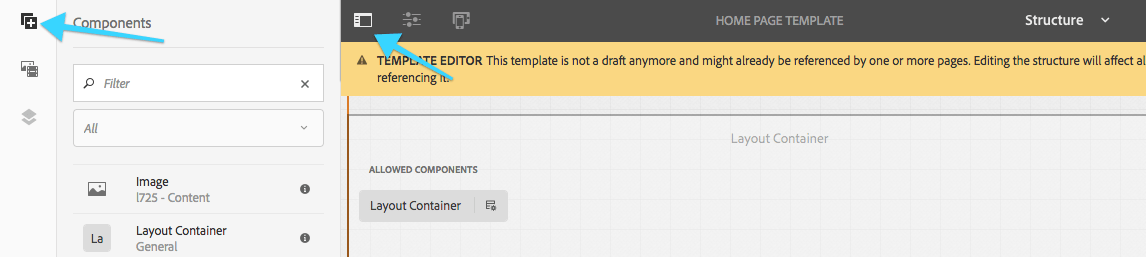 Components
HOME PAGE TEMPLATE
Structure
TEMPLATE EDITOR This template is not a draft anymore and might already be referenced by one or more pages. Editing the structure will affect al
referencing it.
Filter
All
Image
l725 - Content
La
Layout Container
General
Layout Container
ALLOWED COMPONENTS
Layout Container